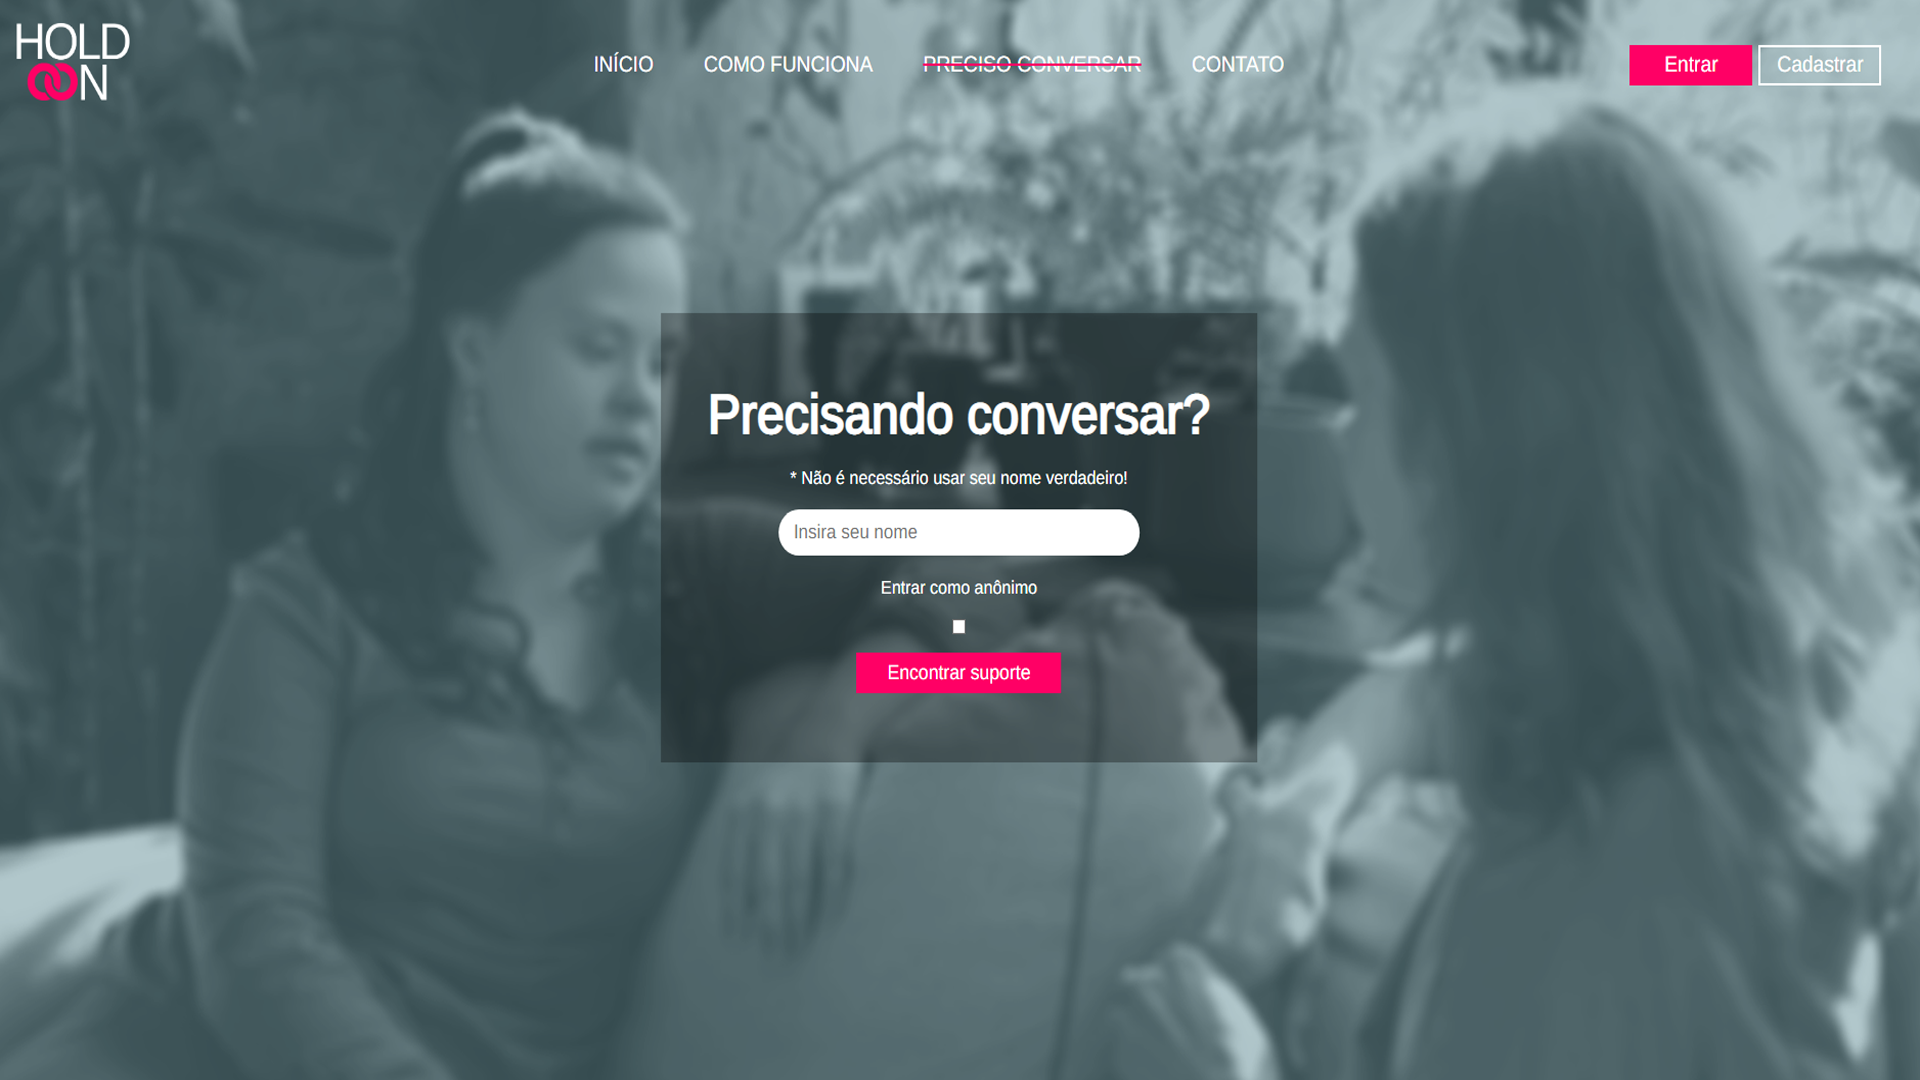 HOLD
ON
INÍCIO
COMO FUNCIONA
PRECISO CONVERSAR
CONTATO
Entrar
Cadastrar
Precisando conversar?
* Não é necessário usar seu nome verdadeiro!
Insira seu nome
Entrar como anônimo
Encontrar suporte